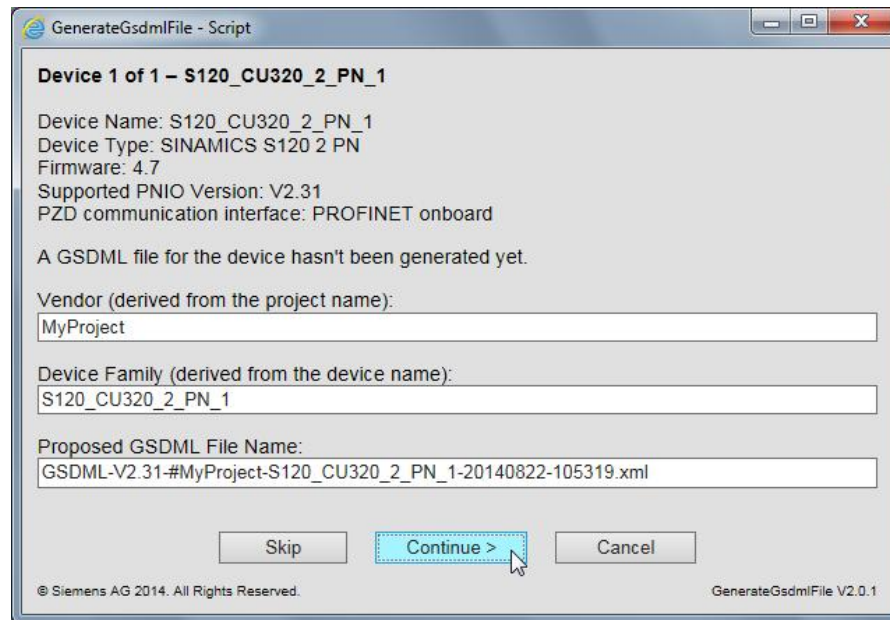 GenerateGsdmlFile - Script
Device 1 of 1 – S120_CU320_2_PN_1
Device Name: S120_CU320_2_PN_1
Device Type: SINAMICS S120 2 PN
Firmware: 4.7
Supported PNIO Version: V2.31
PZD communication interface: PROFINET onboard
A GSDML file for the device hasn't been generated yet.
Vendor (derived from the project name):
MyProject
Device Family (derived from the device name):
S120_CU320_2_PN_1
Proposed GSDML File Name:
GSDML-V2.31-#MyProject-S120_CU320_2_PN_1-20140822-105319.xml
Skip Continue > Cancel
© Siemens AG 2014. All Rights Reserved. GenerateGsdmlFile V2.0.1